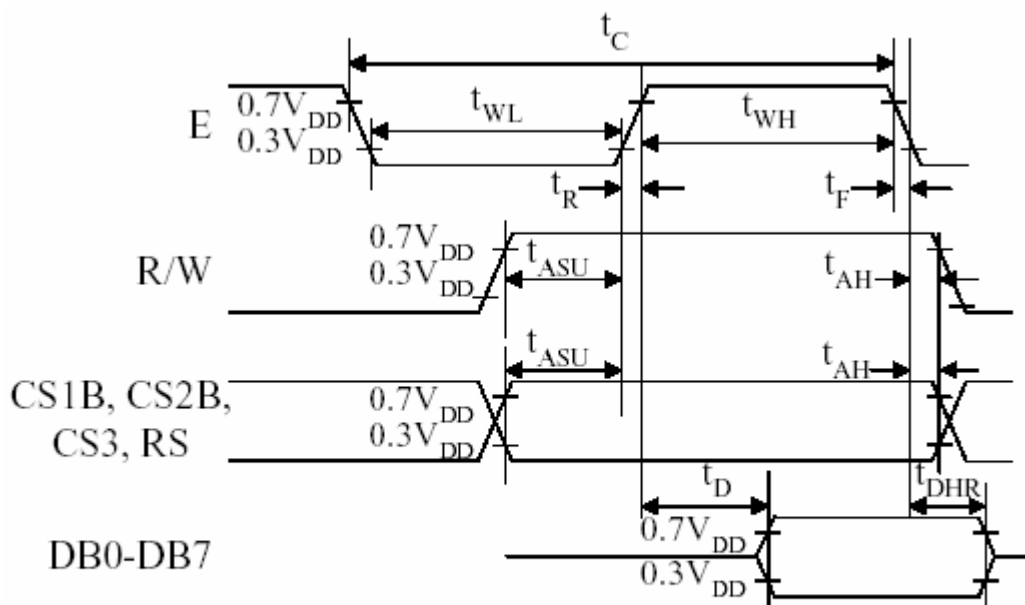 t_C
0.7V_DD
t_WL
t_WH
E
0.3V_DD
t_R
t_F
0.7V_DD
t_ASU
t_AH
R/W
0.3V_DD
t_ASU
t_AH
CS1B, CS2B,
0.7V_DD
CS3, RS
0.3V_DD
t_D
t_DHR
0.7V_DD
DB0-DB7
0.3V_DD